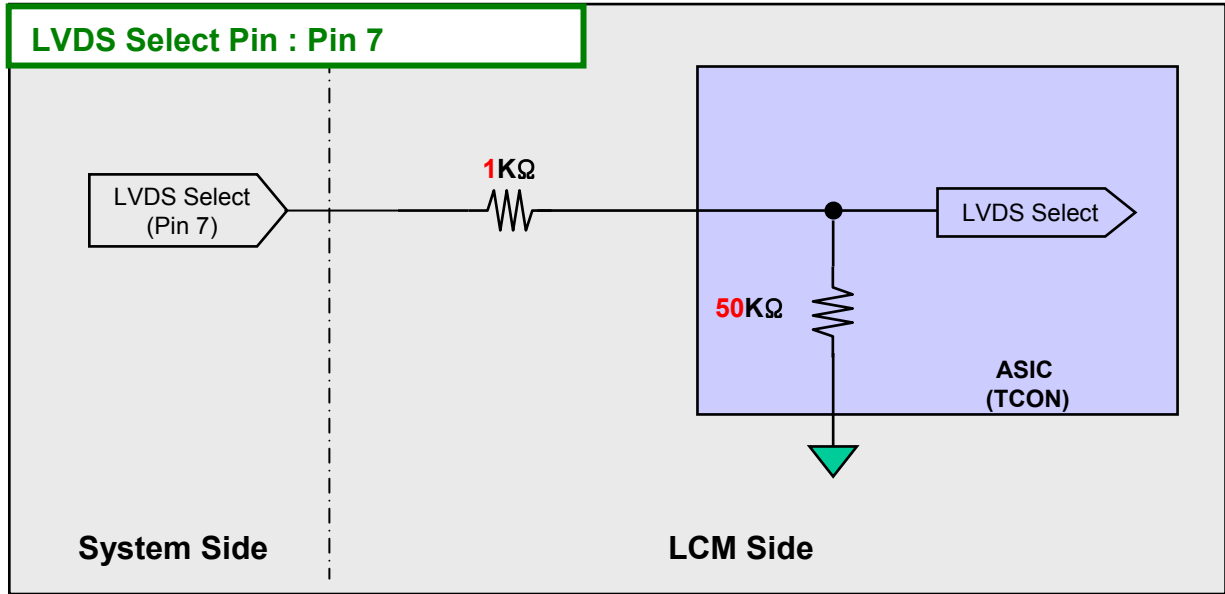 LVDS Select Pin : Pin 7
1KΩ
LVDS Select
(Pin 7)
LVDS Select
50KΩ
ASIC
(TCON)
System Side
LCM Side